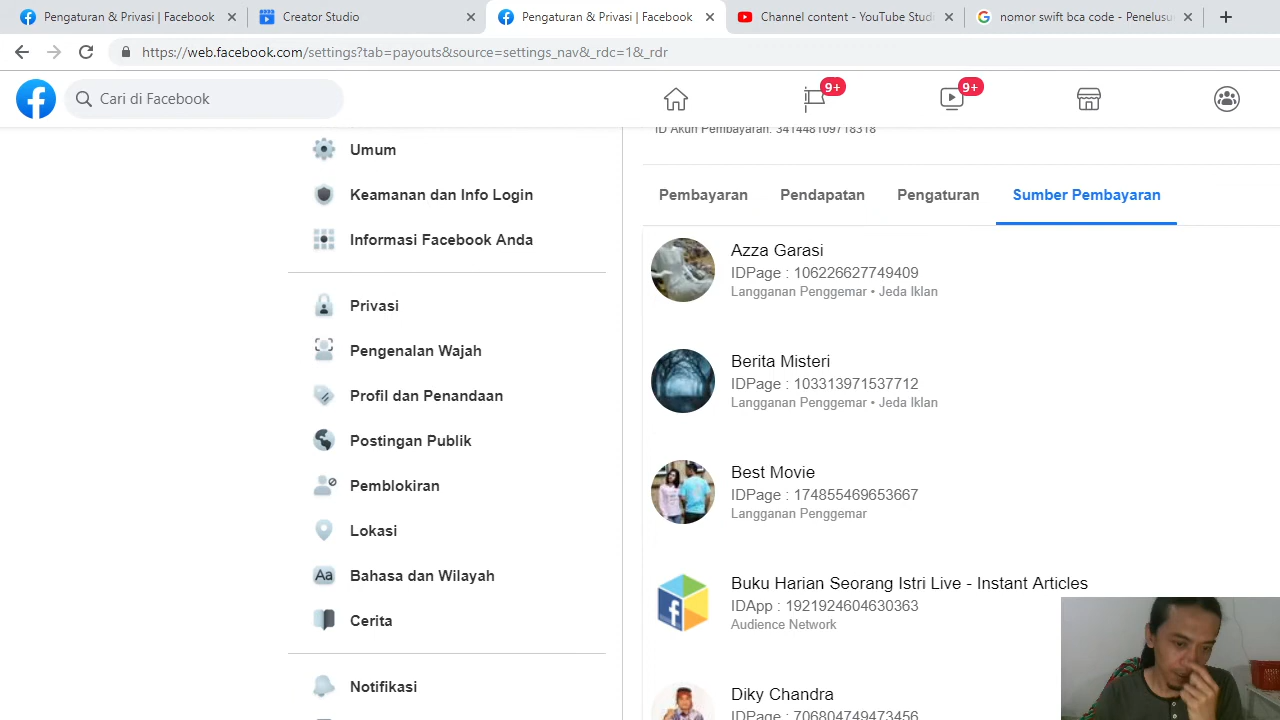 Pengaturan & Privasi | Facebook
Creator Studio
Pengaturan & Privasi | Facebook
Channel content - YouTube Studi
nomor swift bca code - Penelusu
https://web.facebook.com/settings?tab=payouts&source=settings_nav&_rdc=1&_rdr
Cari di Facebook
9+
9+
ID Akun Pembayaran: 341448109718318
Umum
Keamanan dan Info Login
Informasi Facebook Anda
Privasi
Pengenalan Wajah
Profil dan Penandaan
Postingan Publik
Pemblokiran
Lokasi
Aa
Bahasa dan Wilayah
Cerita
Notifikasi
Pembayaran
Pendapatan
Pengaturan
Sumber Pembayaran
Azza Garasi
IDPage : 106226627749409
Langganan Penggemar • Jeda Iklan
Berita Misteri
IDPage : 103313971537712
Langganan Penggemar • Jeda Iklan
Best Movie
IDPage : 174855469653667
Langganan Penggemar
Buku Harian Seorang Istri Live - Instant Articles
IDApp : 1921924604630363
Audience Network
Diky Chandra
IDPage : 706804749473456